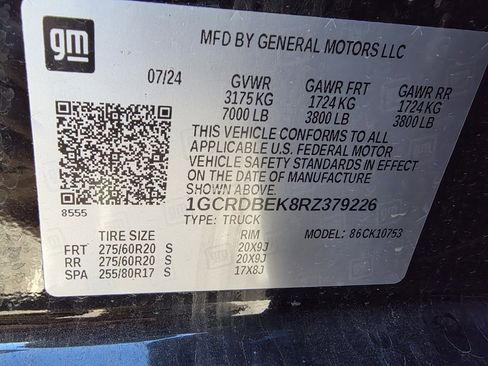 gm
MFD BY GENERAL MOTORS LLC
07/24 GVWR GAWR FRT GAWR RR
3175 KG 1724 KG 1724 KG
7000 LB 3800 LB 3800 LB
THIS VEHICLE CONFORMS TO ALL
APPLICABLE U.S. FEDERAL MOTOR
VEHICLE SAFETY STANDARDS IN EFFECT
ON THE DATE OF MANUFACTURE
SHOWN ABOVE.
8555 1GCRDBEK8RZ379226
TYPE: TRUCK
TIRE SIZE RIM MODEL: 86CK10753
FRT 275/60R20 S 20X9J
RR 275/60R20 S 20X9J
SPA 255/80R17 S 17X8J